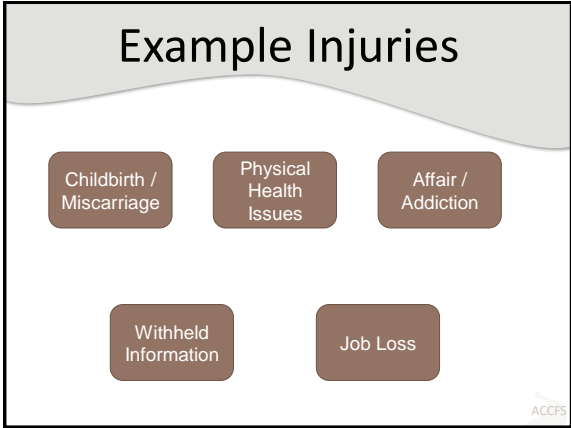 Example Injuries
Childbirth /
Miscarriage
Physical
Health
Issues
Affair /
Addiction
Withheld
Information
Job Loss
ACCFS